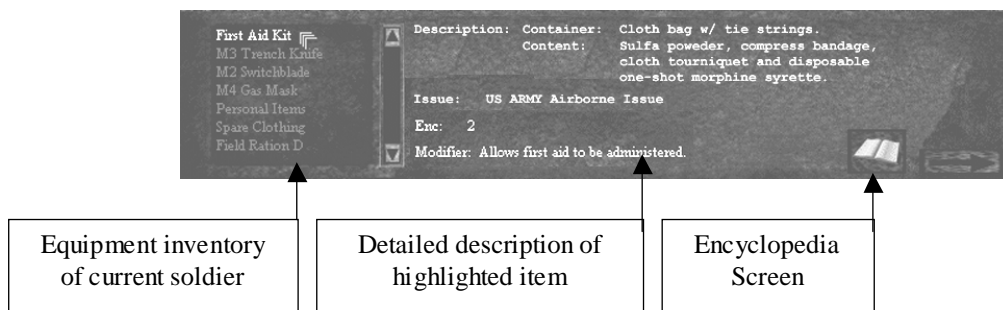 First Aid Kit
M3 Trench Knife
M2 Switchblade
M4 Gas Mask
Personal Items
Spare Clothing
Field Ration D
Description: Container: Cloth bag w/ tie strings.
Content: Sulfa poweder, compress bandage,
cloth tourniquet and disposable
one-shot morphine syrette.
Issue: US ARMY Airborne Issue
Enc: 2
Modifier: Allows first aid to be administered.
Equipment inventory
of current soldier
Detailed description of
highlighted item
Encyclopedia
Screen